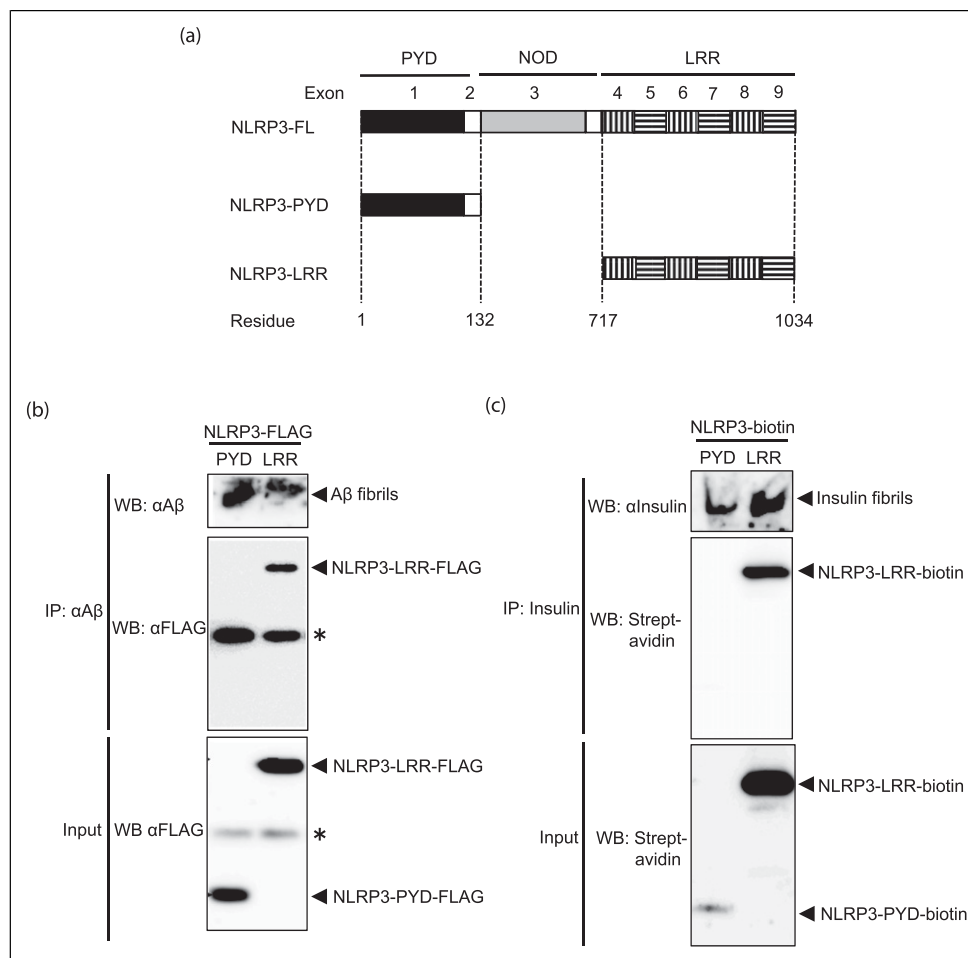 (a)
PYD NOD LRR
Exon 1 2 3 4 5 6 7 8 9
NLRP3-FL
NLRP3-PYD
NLRP3-LRR
Residue 1 132 717 1034
(b)
NLRP3-FLAG
PYD LRR
WB: αAβ
Aβ fibrils
NLRP3-LRR-FLAG
IP: αAβ
WB: αFLAG
*
NLRP3-LRR-FLAG
Input
WB αFLAG
*
NLRP3-PYD-FLAG
(c)
NLRP3-biotin
PYD LRR
WB: αInsulin
Insulin fibrils
NLRP3-LRR-biotin
IP: Insulin
WB: Strept-
avidin
NLRP3-LRR-biotin
Input
WB: Strept-
avidin
NLRP3-PYD-biotin